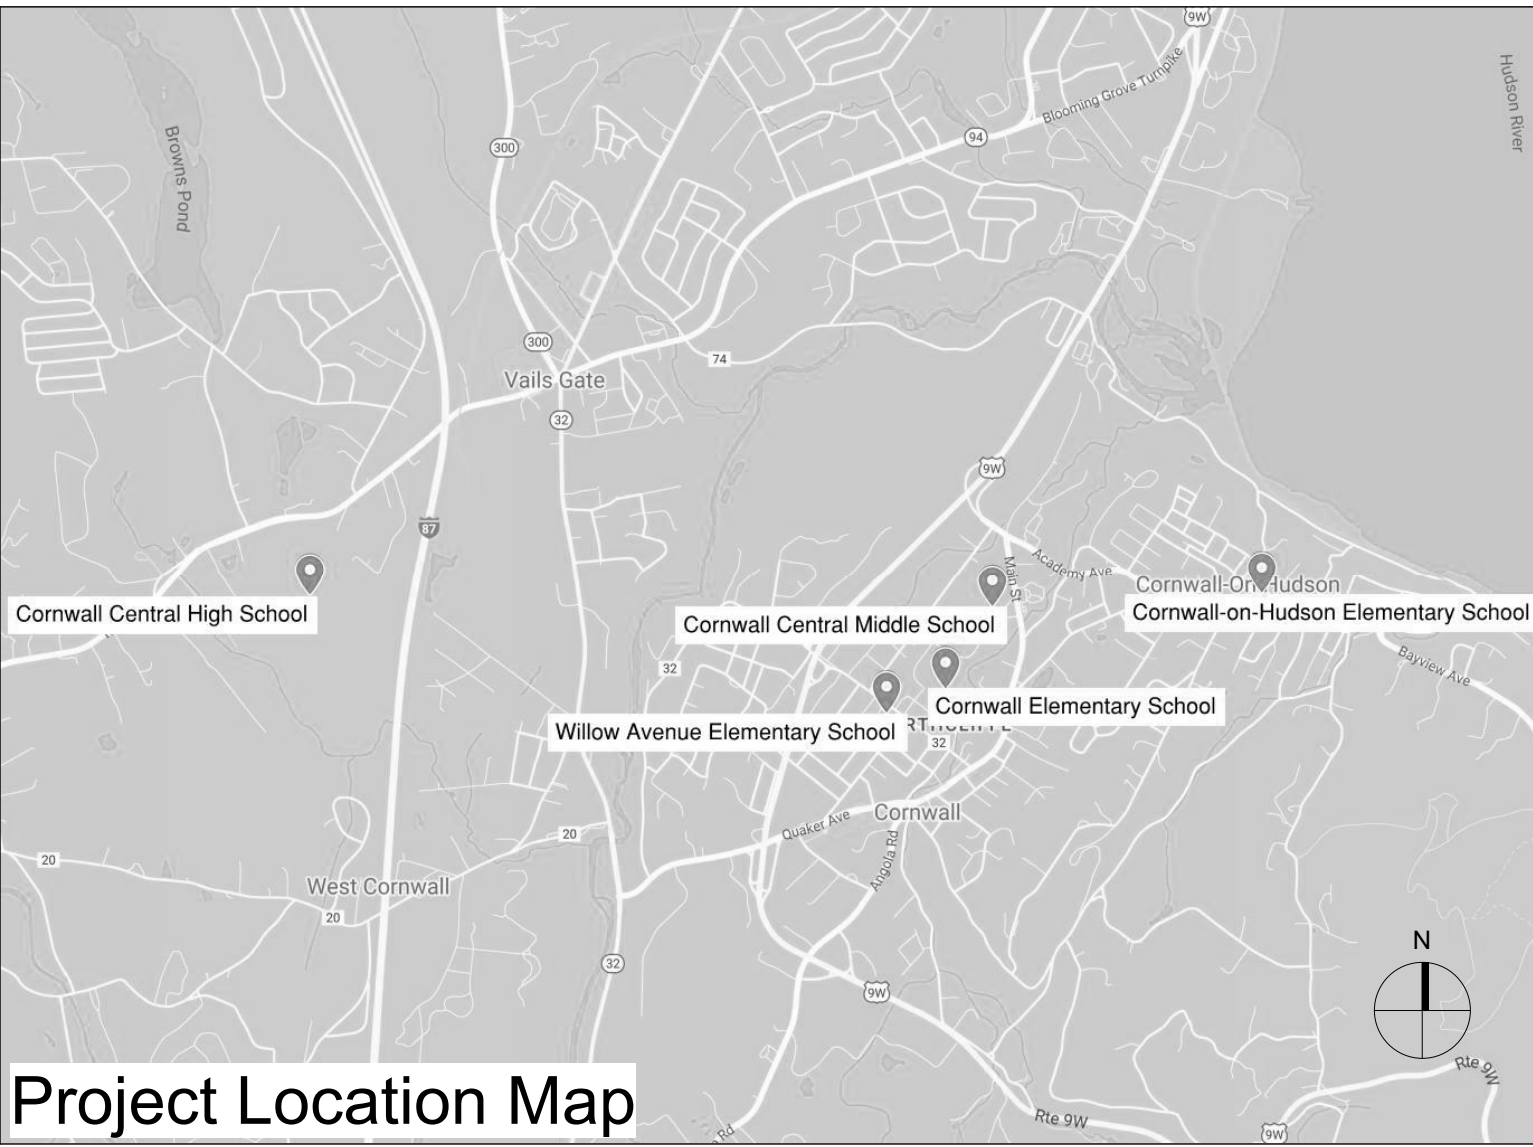 9W
Hudson River
Blooming Grove Turnpike
94
Browns Pond
300
300
74
Vails Gate
32
9W
87
Main St
Academy Ave
Cornwall-On-Hudson
Cornwall Central High School
Cornwall-on-Hudson Elementary School
Cornwall Central Middle School
32
Bayview Ave
Cornwall Elementary School
Willow Avenue Elementary School
32
Cornwall
Quaker Ave
20
Angola Rd
20
West Cornwall
20
N
32
9W
Rte 9W
Project Location Map
Rte 9W
9W
Rd